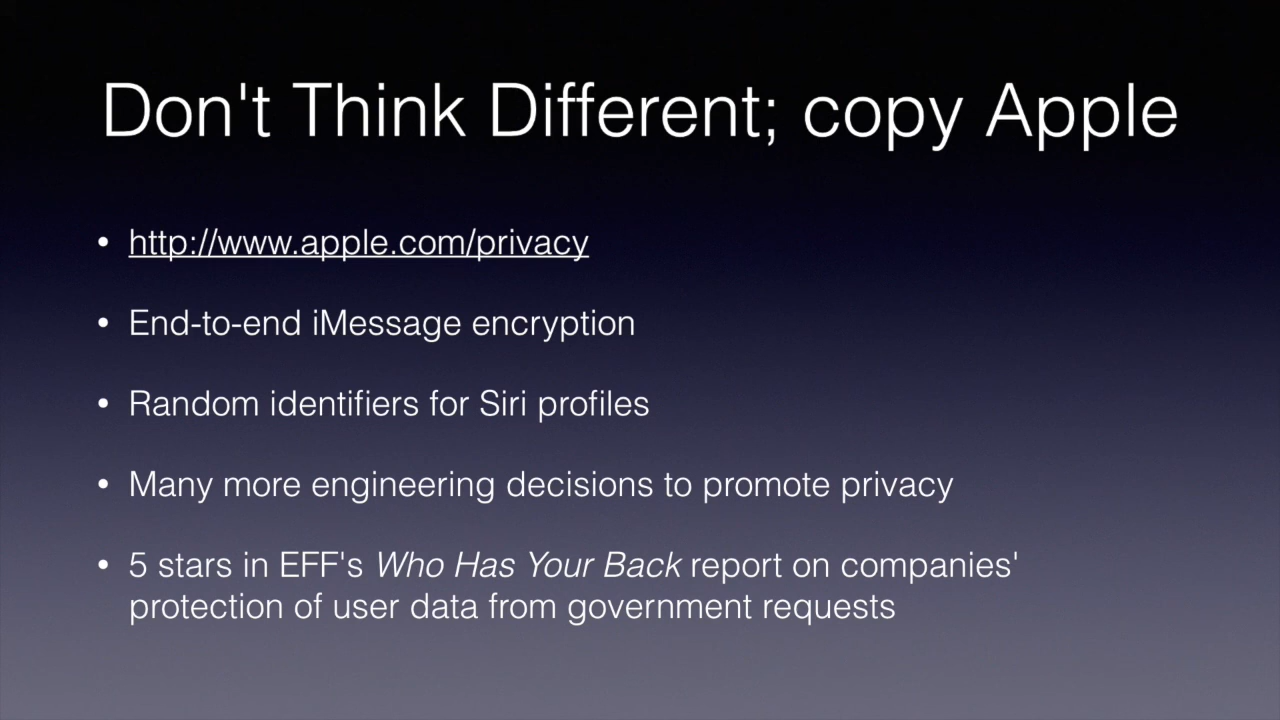 Don't Think Different; copy Apple
• http://www.apple.com/privacy
• End-to-end iMessage encryption
• Random identifiers for Siri profiles
• Many more engineering decisions to promote privacy
• 5 stars in EFF's Who Has Your Back report on companies'
protection of user data from government requests